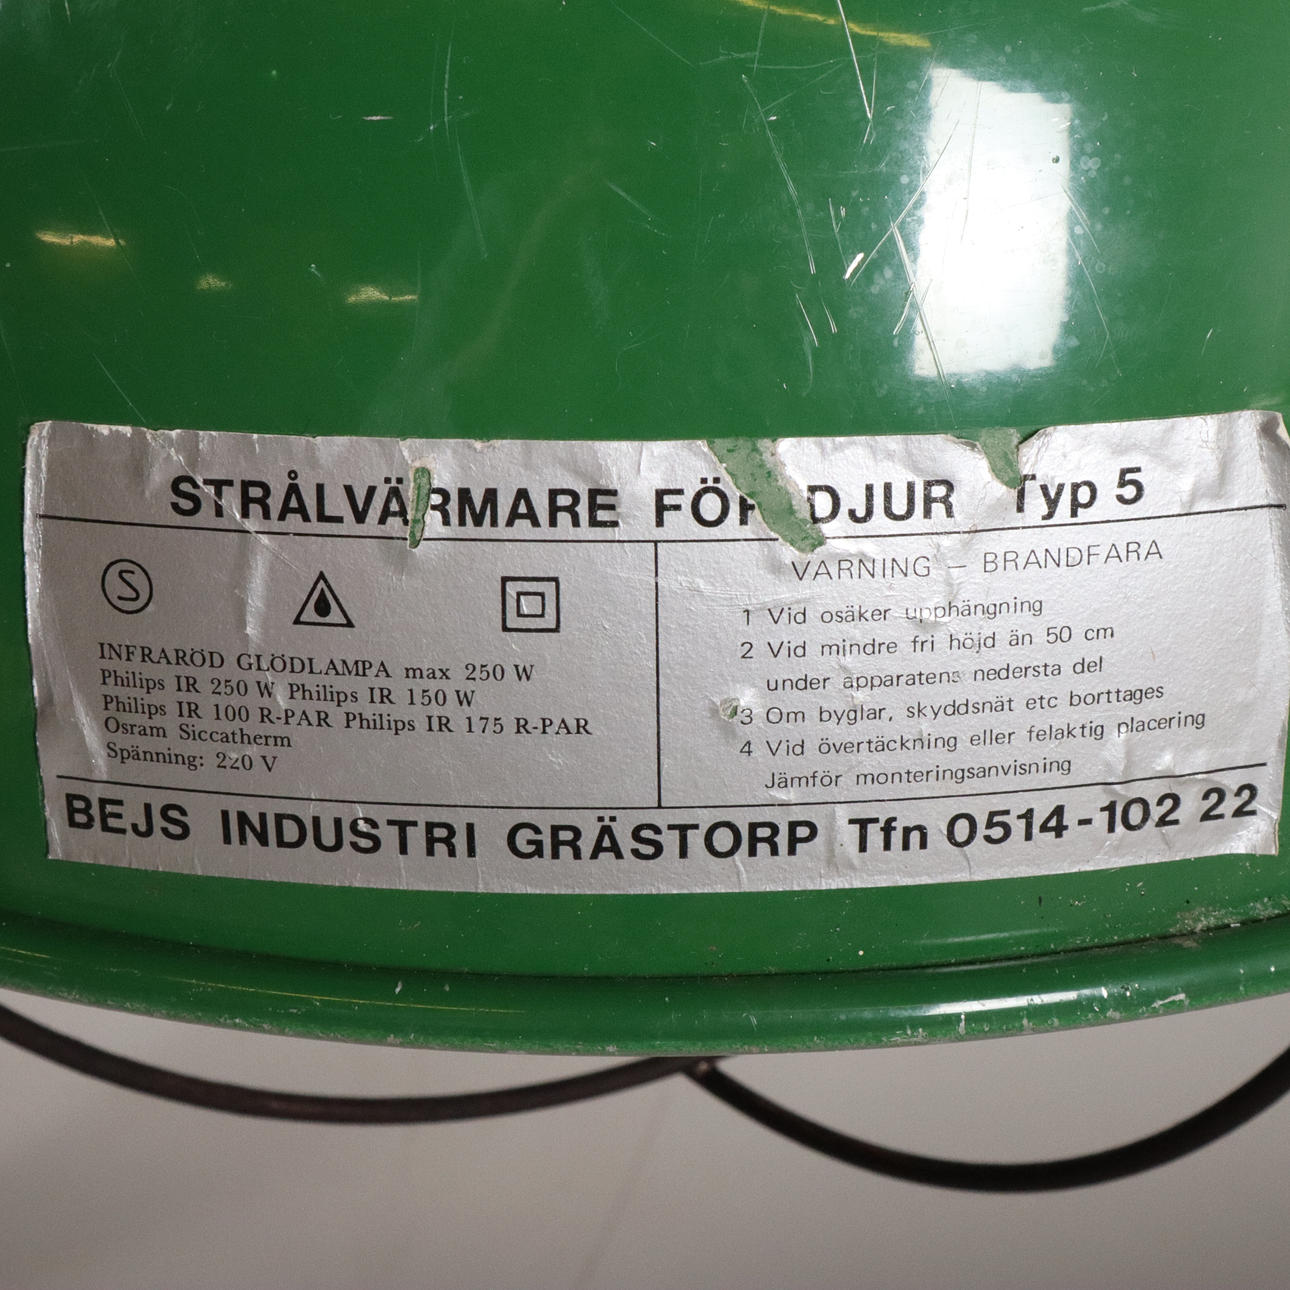 STRÅLVÄRMARE FÖR DJUR Typ 5
S
INFRARÖD GLÖDLAMPA max 250 W
Philips IR 250 W Philips IR 150 W
Philips IR 100 R-PAR Philips IR 175 R-PAR
Osram Siccatherm
Spänning: 220 V
VARNING – BRANDFARA
1 Vid osäker upphängning
2 Vid mindre fri höjd än 50 cm
under apparatens nedersta del
3 Om byglar, skyddsnät etc borttages
4 Vid övertäckning eller felaktig placering
Jämför monteringsanvisning
BEJS INDUSTRI GRÄSTORP Tfn 0514-102 22